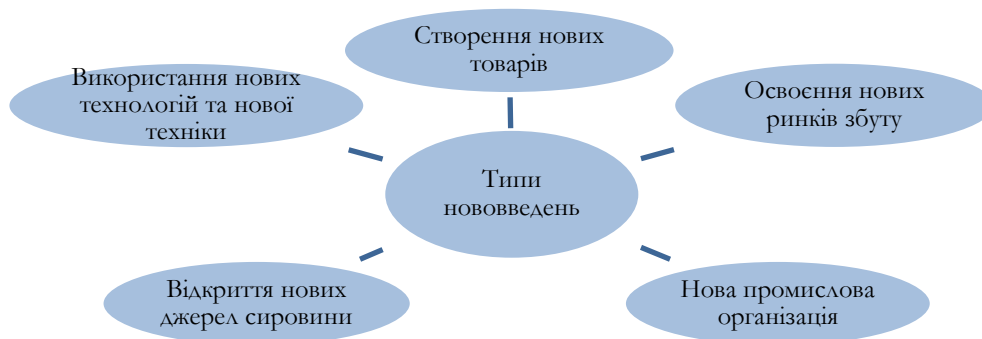 Створення нових
товарів
Використання нових
технологій та нової
техніки
Освоєння нових
ринків збуту
Типи
нововведень
Відкриття нових
джерел сировини
Нова промислова
організація